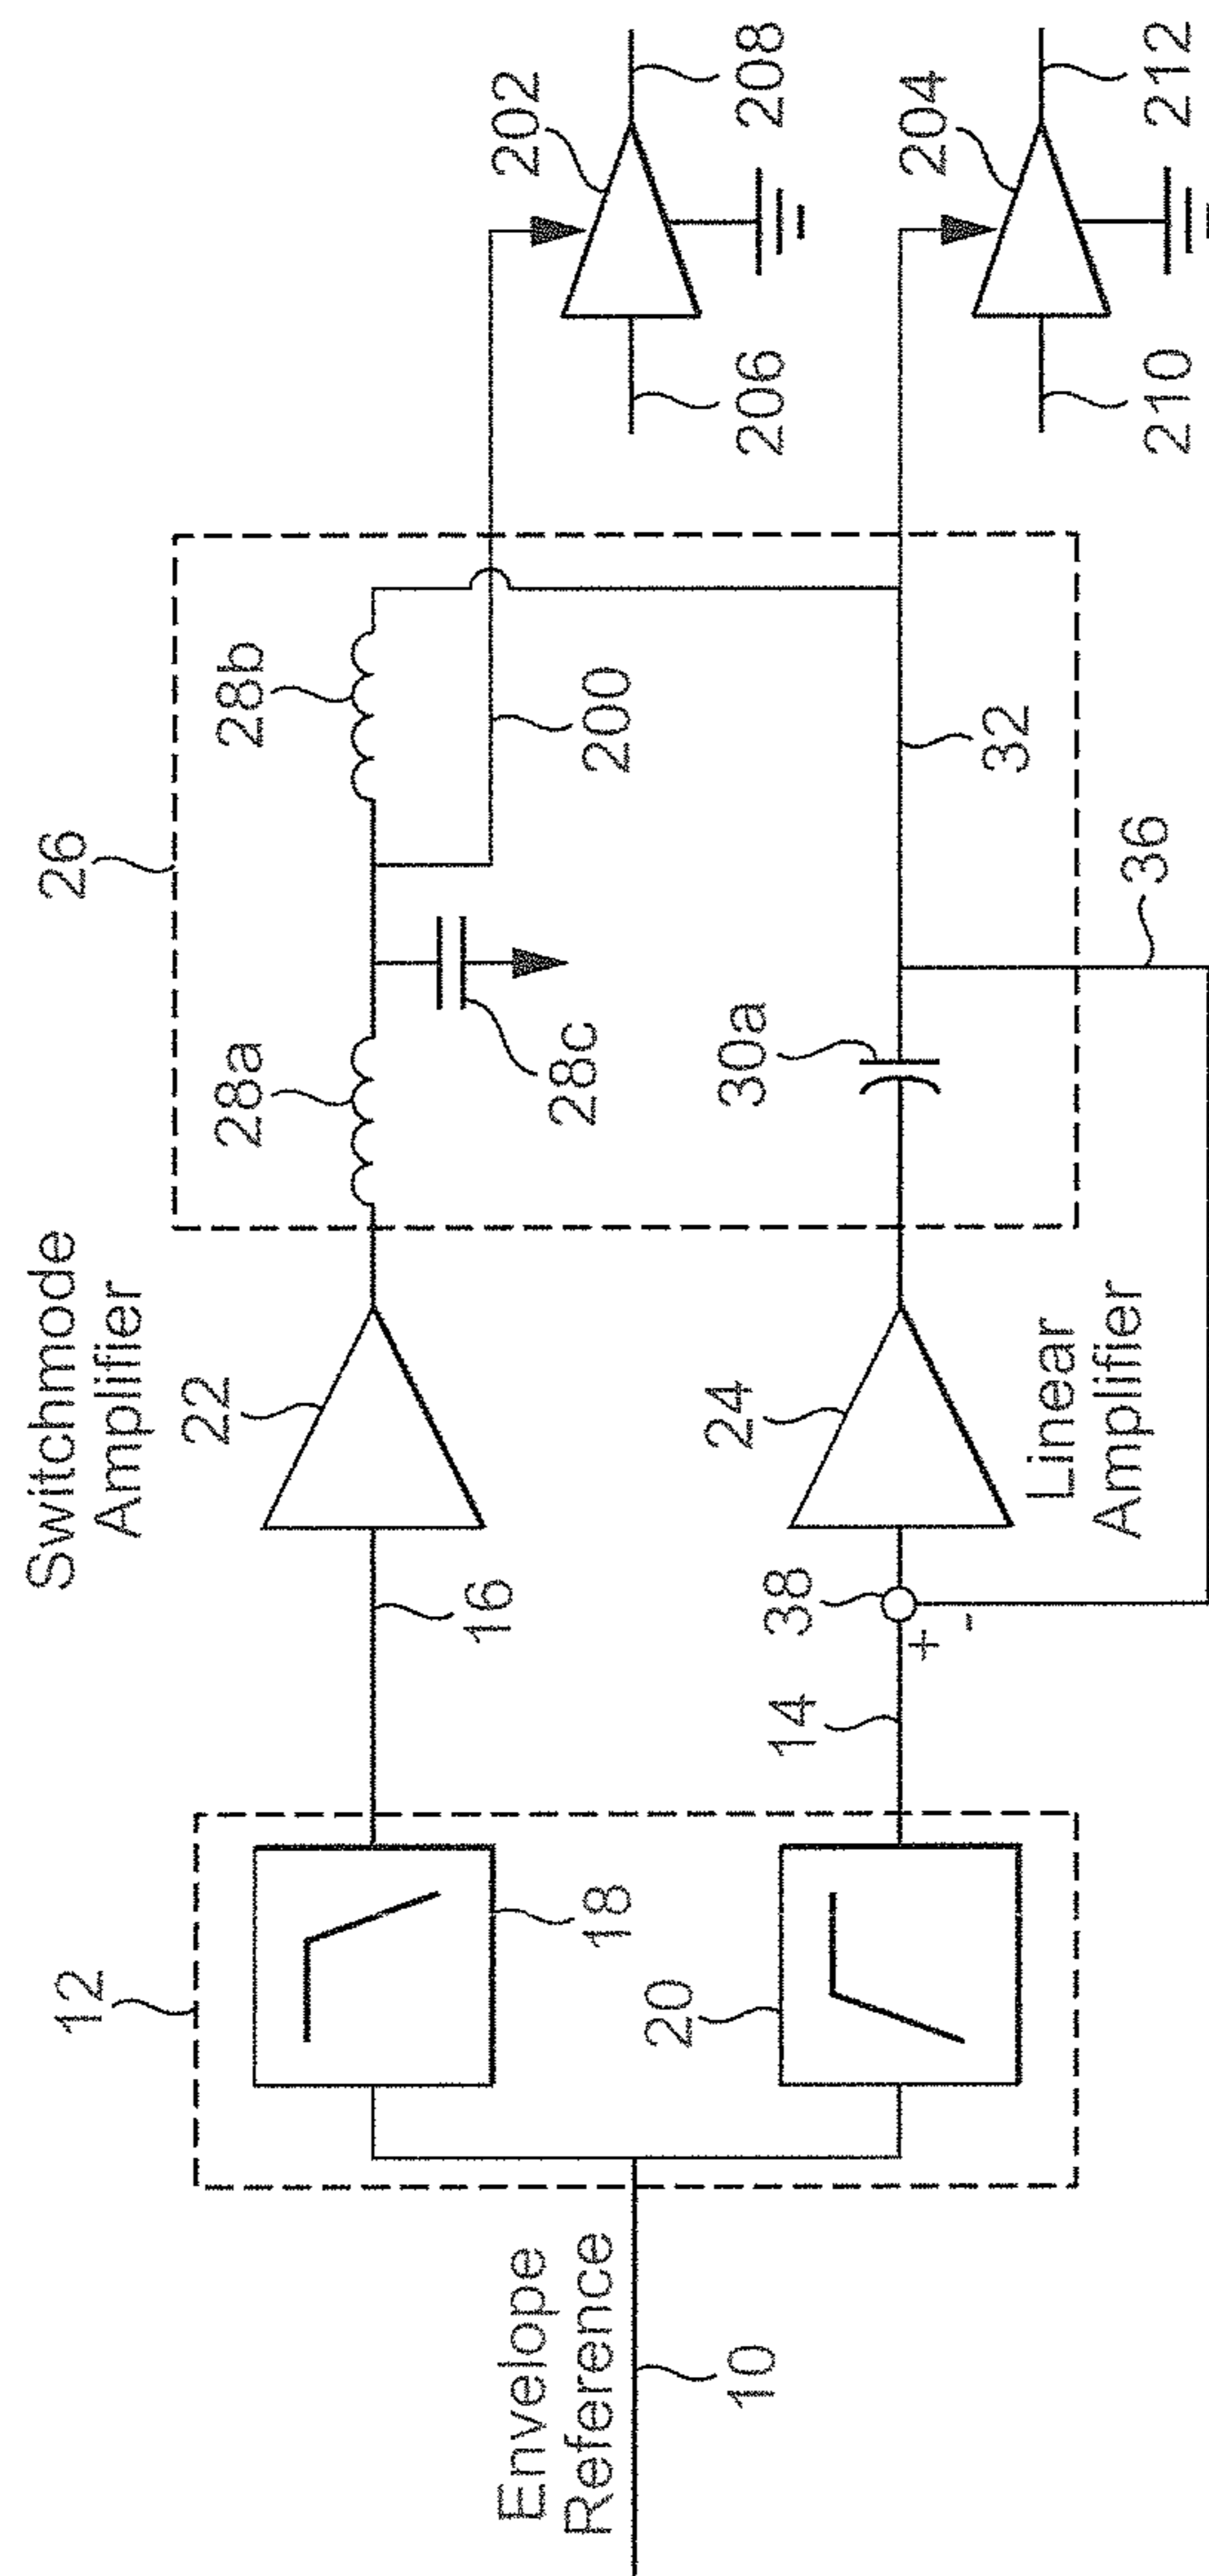 Envelope
Reference
10
12
18
20
16
14
+
-
38
Switchmode
Amplifier
22
24
Linear
Amplifier
26
28a
28b
28c
200
30a
32
36
202
206
208
204
210
212